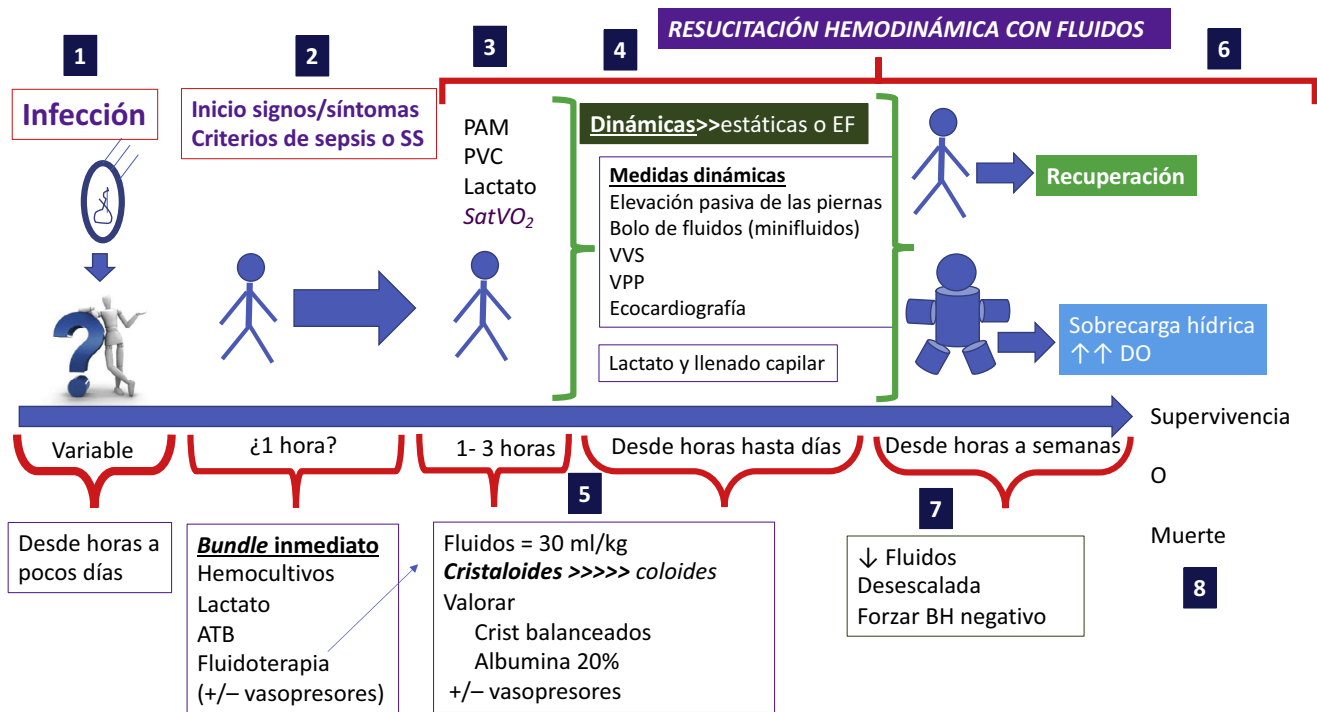 RESUCITACIÓN HEMODINÁMICA CON FLUIDOS
1
2
3
4
6
Infección
Inicio signos/síntomas
Criterios de sepsis o SS
PAM
PVC
Lactato
SatVO₂
Dinámicas>>estáticas o EF
Medidas dinámicas
Elevación pasiva de las piernas
Bolo de fluidos (minifluidos)
VVS
VPP
Ecocardiografía
Lactato y llenado capilar
Recuperación
Sobrecarga hídrica
↑↑ DO
?
Variable
¿1 hora?
1- 3 horas
Desde horas hasta días
Desde horas a semanas
Supervivencia
O
Muerte
8
Desde horas a
pocos días
Bundle inmediato
Hemocultivos
Lactato
ATB
Fluidoterapia
(+/– vasopresores)
5
Fluidos = 30 ml/kg
Cristaloides >>>>> coloides
Valorar
Crist balanceados
Albumina 20%
+/– vasopresores
7
↓ Fluidos
Desescalada
Forzar BH negativo